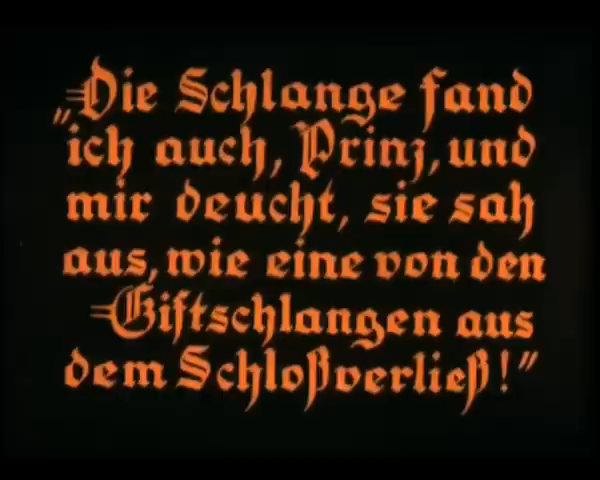 „Die Schlange fand
ich auch, Prinz, und
mir deucht, sie sah
aus, wie eine von den
Giftschlangen aus
dem Schloßverließ!”